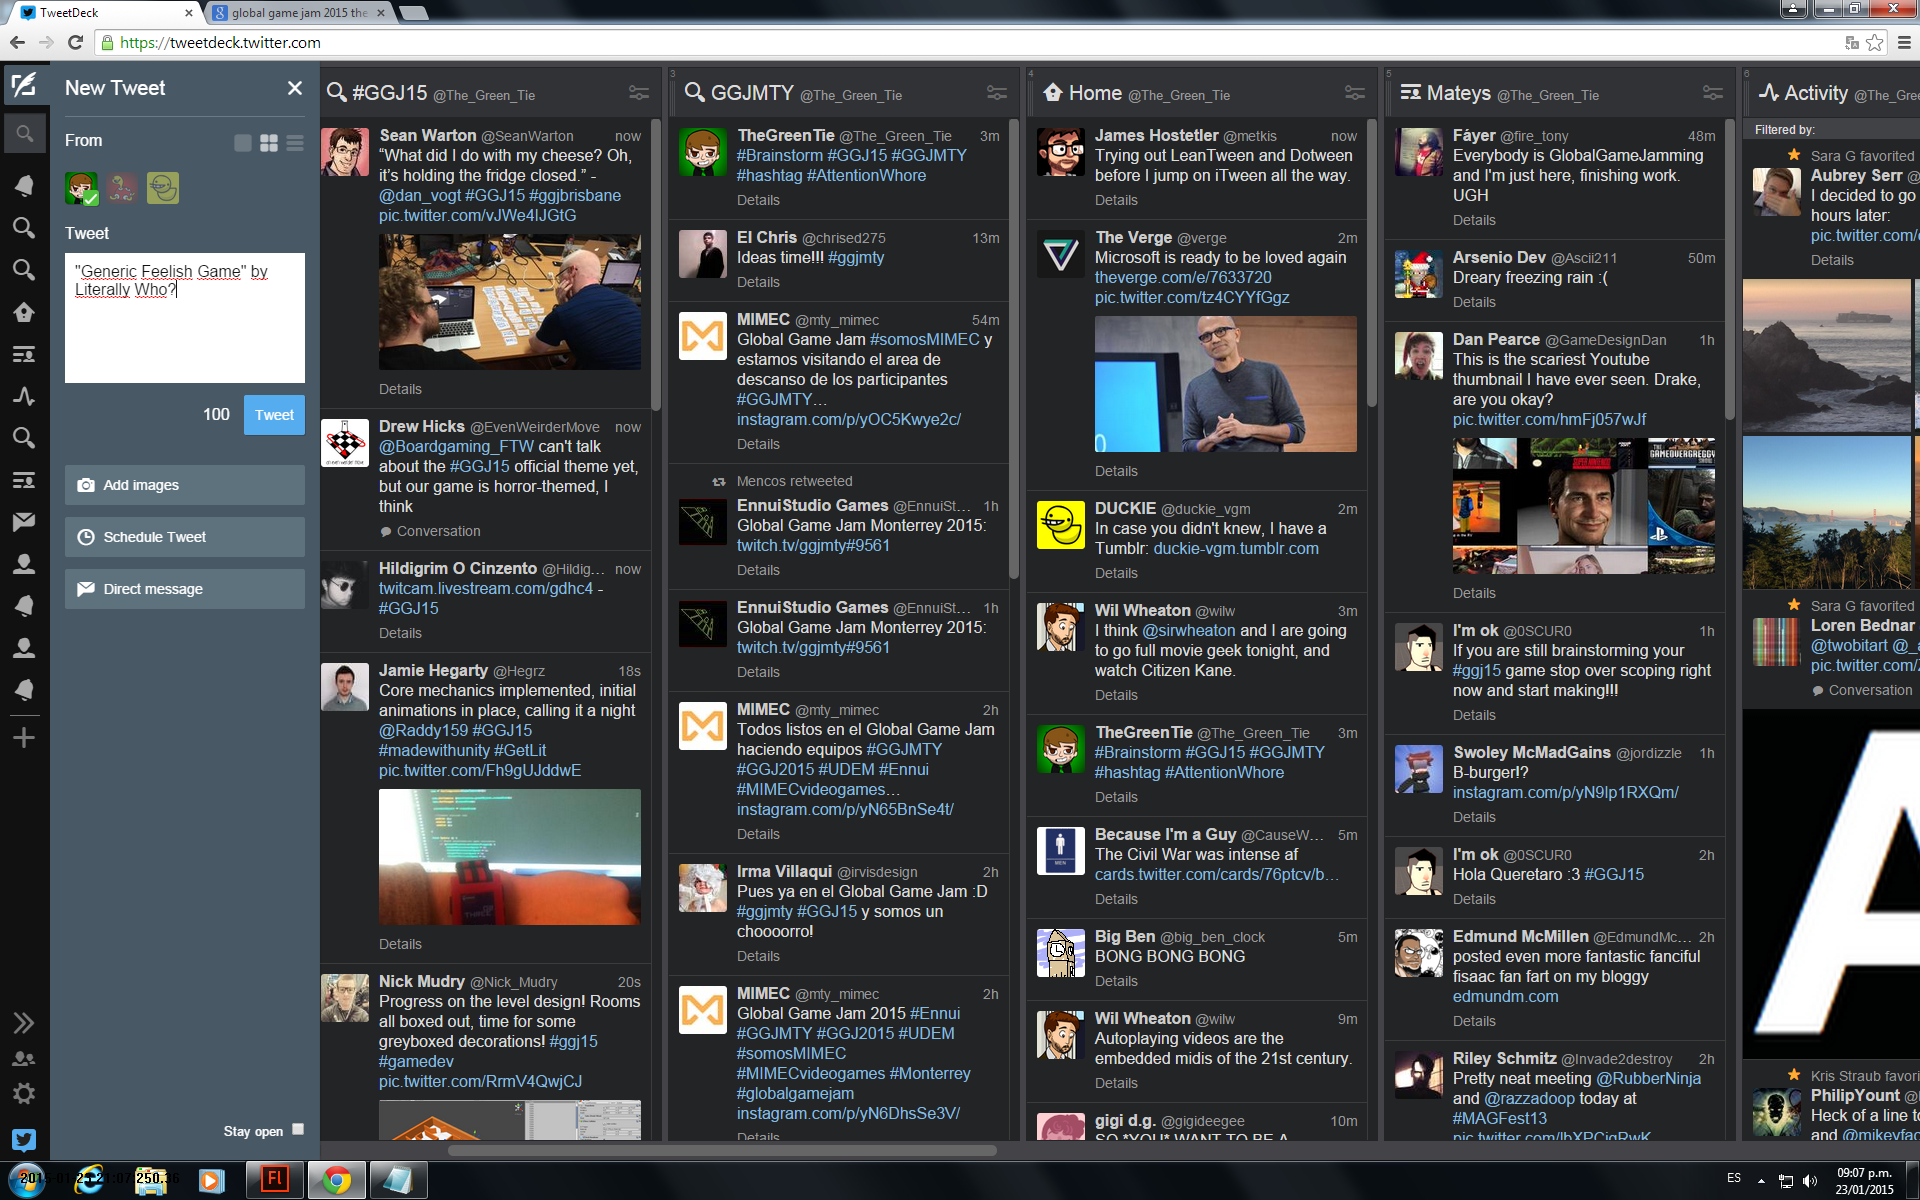 TweetDeck
global game jam 2015 the
https://tweetdeck.twitter.com
New Tweet
From
Tweet
"Generic Feelish Game" by
Literally Who?
100
Tweet
Add images
Schedule Tweet
Direct message
Stay open
#GGJ15 @The_Green_Tie
Sean Warton @SeanWarton now
“What did I do with my cheese? Oh,
it’s holding the fridge closed.” -
@dan_vogt #GGJ15 #ggjbrisbane
pic.twitter.com/vJWe4IJGtG
Details
Drew Hicks @EvenWeirderMove now
@Boardgaming_FTW can't talk
about the #GGJ15 official theme yet,
but our game is horror-themed, I
think
Conversation
Hildigrim O Cinzento @Hildig... now
twitcam.livestream.com/gdhc4 -
#GGJ15
Details
Jamie Hegarty @Hegrz 18s
Core mechanics implemented, initial
animations in place, calling it a night
@Raddy159 #GGJ15
#madewithunity #GetLit
pic.twitter.com/Fh9gUJddwE
Details
Nick Mudry @Nick_Mudry 20s
Progress on the level design! Rooms
all boxed out, time for some
greyboxed decorations! #ggj15
#gamedev
pic.twitter.com/RrmV4QwjCJ
3
GGJMTY @The_Green_Tie
TheGreenTie @The_Green_Tie 3m
#Brainstorm #GGJ15 #GGJMTY
#hashtag #AttentionWhore
Details
El Chris @chrised275 13m
Ideas time!!! #ggjmty
Details
MIMEC @mty_mimec 54m
Global Game Jam #somosMIMEC y
estamos visitando el area de
descanso de los participantes
#GGJMTY…
instagram.com/p/yOC5Kwye2c/
Details
Mencos retweeted
EnnuiStudio Games @EnnuiSt... 1h
Global Game Jam Monterrey 2015:
twitch.tv/ggjmty#9561
Details
EnnuiStudio Games @EnnuiSt... 1h
Global Game Jam Monterrey 2015:
twitch.tv/ggjmty#9561
Details
MIMEC @mty_mimec 2h
Todos listos en el Global Game Jam
haciendo equipos #GGJMTY
#GGJ2015 #UDEM #Ennui
#MIMECvideogames…
instagram.com/p/yN65BnSe4t/
Details
Irma Villaqui @irvisdesign 2h
Pues ya en el Global Game Jam :D
#ggjmty #GGJ15 y somos un
choooorro!
Details
MIMEC @mty_mimec 2h
Global Game Jam 2015 #Ennui
#GGJMTY #GGJ2015 #UDEM
#somosMIMEC
#MIMECvideogames #Monterrey
#globalgamejam
instagram.com/p/yN6DhsSe3V/
Details
4
Home @The_Green_Tie
James Hostetler @metkis now
Trying out LeanTween and Dotween
before I jump on iTween all the way.
Details
The Verge @verge 2m
Microsoft is ready to be loved again
theverge.com/e/7633720
pic.twitter.com/tz4CYYfGgz
Details
DUCKIE @duckie_vgm 2m
In case you didn't knew, I have a
Tumblr: duckie-vgm.tumblr.com
Details
Wil Wheaton @wilw 3m
I think @sirwheaton and I are going
to go full movie geek tonight, and
watch Citizen Kane.
Details
TheGreenTie @The_Green_Tie 3m
#Brainstorm #GGJ15 #GGJMTY
#hashtag #AttentionWhore
Details
Because I'm a Guy @CauseW... 5m
The Civil War was intense af
cards.twitter.com/cards/76ptcv/b…
Details
Big Ben @big_ben_clock 5m
BONG BONG BONG
Details
Wil Wheaton @wilw 9m
Autoplaying videos are the
embedded midis of the 21st century.
Details
gigi d.g. @gigideegee 10m
SO *YOU* WANT TO BE A
5
Mateys @The_Green_Tie
Fáyer @fire_tony 48m
Everybody is GlobalGameJamming
and I'm just here, finishing work.
UGH
Details
Arsenio Dev @Ascii211 50m
Dreary freezing rain :(
Details
Dan Pearce @GameDesignDan 1h
This is the scariest Youtube
thumbnail I have ever seen. Drake,
are you okay?
pic.twitter.com/hmFj057wJf
SUPER NINTENDO
THE
GAMEOVERGREGGY
Details
I'm ok @0SCUR0 1h
If you are still brainstorming your
#ggj15 game stop over scoping right
now and start making!!!
Details
Swoley McMadGains @jordizzle 1h
B-burger!?
instagram.com/p/yN9lp1RXQm/
Details
I'm ok @0SCUR0 2h
Hola Queretaro :3 #GGJ15
Details
Edmund McMillen @EdmundMc... 2h
posted even more fantastic fanciful
fisaac fan fart on my bloggy
edmundm.com
Details
Riley Schmitz @Invade2destroy 2h
Pretty neat meeting @RubberNinja
and @razzadoop today at
#MAGFest13
pic.twitter.com/lbXPCigRwK
6
Activity @The_Gre
Filtered by:
Sara G favorited
Aubrey Serr @
I decided to go
hours later:
pic.twitter.com/
Details
Sara G favorited
Loren Bednar
@twobitart @_
pic.twitter.com/
Conversation
A
Kris Straub favori
PhilipYount @
Heck of a line to
and @mikeyfac
MEN
Fl
ES
09:07 p.m.
23/01/2015